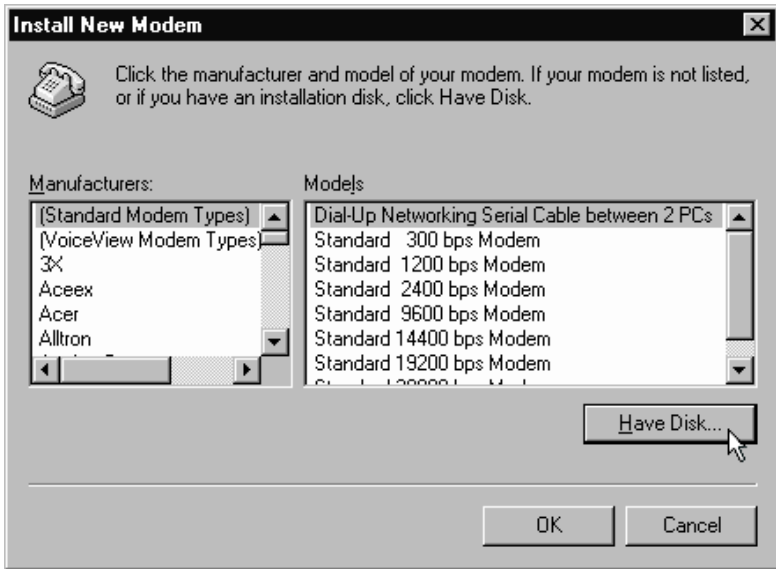 Install New Modem
Click the manufacturer and model of your modem. If your modem is not listed,
or if you have an installation disk, click Have Disk.
Manufacturers:
(Standard Modem Types)
(VoiceView Modem Types)
3X
Aceex
Acer
Alltron
Models
Dial-Up Networking Serial Cable between 2 PCs
Standard   300 bps Modem
Standard  1200 bps Modem
Standard  2400 bps Modem
Standard  9600 bps Modem
Standard 14400 bps Modem
Standard 19200 bps Modem
Have Disk...
OK
Cancel